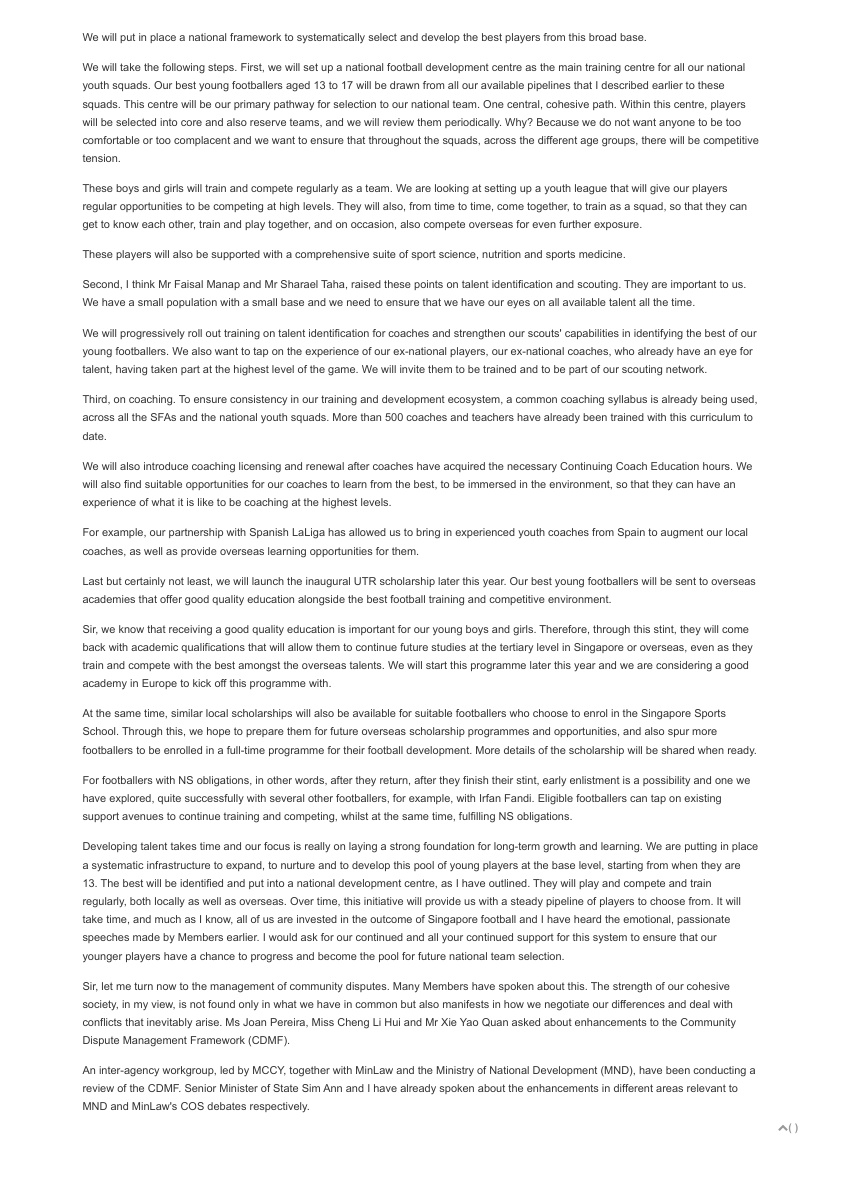 We will put in place a national framework to systematically select and develop the best players from this broad base.
We will take the following steps. First, we will set up a national football development centre as the main training centre for all our national
youth squads. Our best young footballers aged 13 to 17 will be drawn from all our available pipelines that I described earlier to these
squads. This centre will be our primary pathway for selection to our national team. One central, cohesive path. Within this centre, players
will be selected into core and also reserve teams, and we will review them periodically. Why? Because we do not want anyone to be too
comfortable or too complacent and we want to ensure that throughout the squads, across the different age groups, there will be competitive
tension.
These boys and girls will train and compete regularly as a team. We are looking at setting up a youth league that will give our players
regular opportunities to be competing at high levels. They will also, from time to time, come together, to train as a squad, so that they can
get to know each other, train and play together, and on occasion, also compete overseas for even further exposure.
These players will also be supported with a comprehensive suite of sport science, nutrition and sports medicine.
Second, I think Mr Faisal Manap and Mr Sharael Taha, raised these points on talent identification and scouting. They are important to us.
We have a small population with a small base and we need to ensure that we have our eyes on all available talent all the time.
We will progressively roll out training on talent identification for coaches and strengthen our scouts' capabilities in identifying the best of our
young footballers. We also want to tap on the experience of our ex-national players, our ex-national coaches, who already have an eye for
talent, having taken part at the highest level of the game. We will invite them to be trained and to be part of our scouting network.
Third, on coaching. To ensure consistency in our training and development ecosystem, a common coaching syllabus is already being used,
across all the SFAs and the national youth squads. More than 500 coaches and teachers have already been trained with this curriculum to
date.
We will also introduce coaching licensing and renewal after coaches have acquired the necessary Continuing Coach Education hours. We
will also find suitable opportunities for our coaches to learn from the best, to be immersed in the environment, so that they can have an
experience of what it is like to be coaching at the highest levels.
For example, our partnership with Spanish LaLiga has allowed us to bring in experienced youth coaches from Spain to augment our local
coaches, as well as provide overseas learning opportunities for them.
Last but certainly not least, we will launch the inaugural UTR scholarship later this year. Our best young footballers will be sent to overseas
academies that offer good quality education alongside the best football training and competitive environment.
Sir, we know that receiving a good quality education is important for our young boys and girls. Therefore, through this stint, they will come
back with academic qualifications that will allow them to continue future studies at the tertiary level in Singapore or overseas, even as they
train and compete with the best amongst the overseas talents. We will start this programme later this year and we are considering a good
academy in Europe to kick off this programme with.
At the same time, similar local scholarships will also be available for suitable footballers who choose to enrol in the Singapore Sports
School. Through this, we hope to prepare them for future overseas scholarship programmes and opportunities, and also spur more
footballers to be enrolled in a full-time programme for their football development. More details of the scholarship will be shared when ready.
For footballers with NS obligations, in other words, after they return, after they finish their stint, early enlistment is a possibility and one we
have explored, quite successfully with several other footballers, for example, with Irfan Fandi. Eligible footballers can tap on existing
support avenues to continue training and competing, whilst at the same time, fulfilling NS obligations.
Developing talent takes time and our focus is really on laying a strong foundation for long-term growth and learning. We are putting in place
a systematic infrastructure to expand, to nurture and to develop this pool of young players at the base level, starting from when they are
13. The best will be identified and put into a national development centre, as I have outlined. They will play and compete and train
regularly, both locally as well as overseas. Over time, this initiative will provide us with a steady pipeline of players to choose from. It will
take time, and much as I know, all of us are invested in the outcome of Singapore football and I have heard the emotional, passionate
speeches made by Members earlier. I would ask for our continued and all your continued support for this system to ensure that our
younger players have a chance to progress and become the pool for future national team selection.
Sir, let me turn now to the management of community disputes. Many Members have spoken about this. The strength of our cohesive
society, in my view, is not found only in what we have in common but also manifests in how we negotiate our differences and deal with
conflicts that inevitably arise. Ms Joan Pereira, Miss Cheng Li Hui and Mr Xie Yao Quan asked about enhancements to the Community
Dispute Management Framework (CDMF).
An inter-agency workgroup, led by MCCY, together with MinLaw and the Ministry of National Development (MND), have been conducting a
review of the CDMF. Senior Minister of State Sim Ann and I have already spoken about the enhancements in different areas relevant to
MND and MinLaw's COS debates respectively.
( )